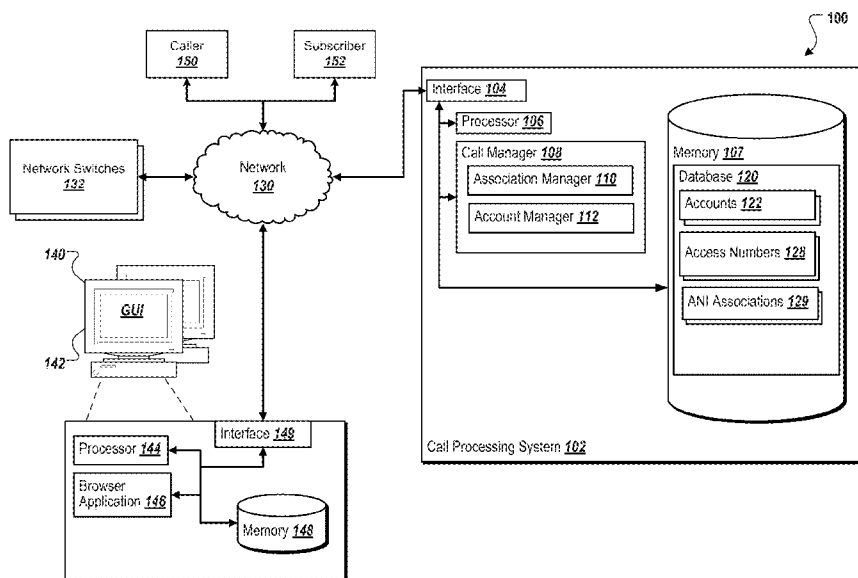 100
Caller
150
Subscriber
152
Interface 104
Processor 106
Call Manager 108
Association Manager 110
Account Manager 112
Memory 107
Database 120
Accounts 122
Access Numbers 128
ANI Associations 129
Network Switches
132
Network
130
140
GUI
142
Interface 149
Processor 144
Browser
Application 146
Memory 148
Call Processing System 102